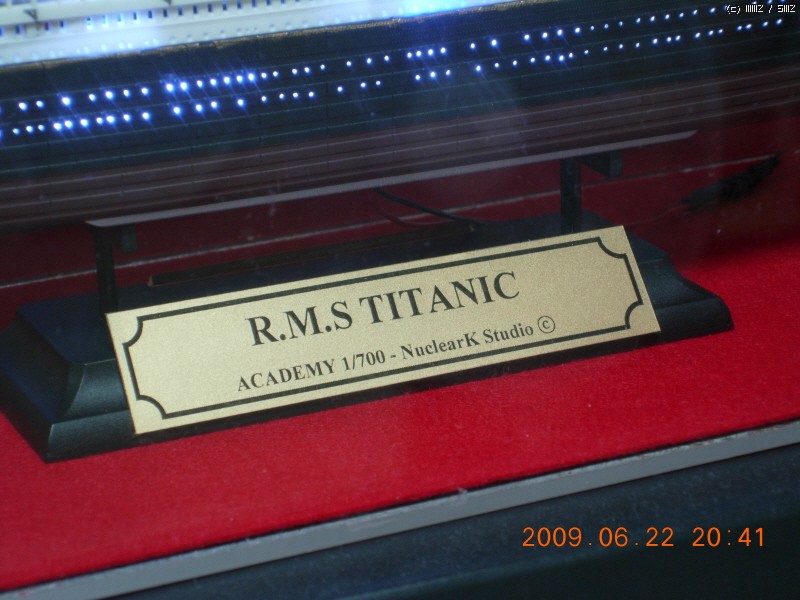 R.M.S TITANIC
ACADEMY 1/700 - NuclearK Studio ©
2009.06.22 20:41